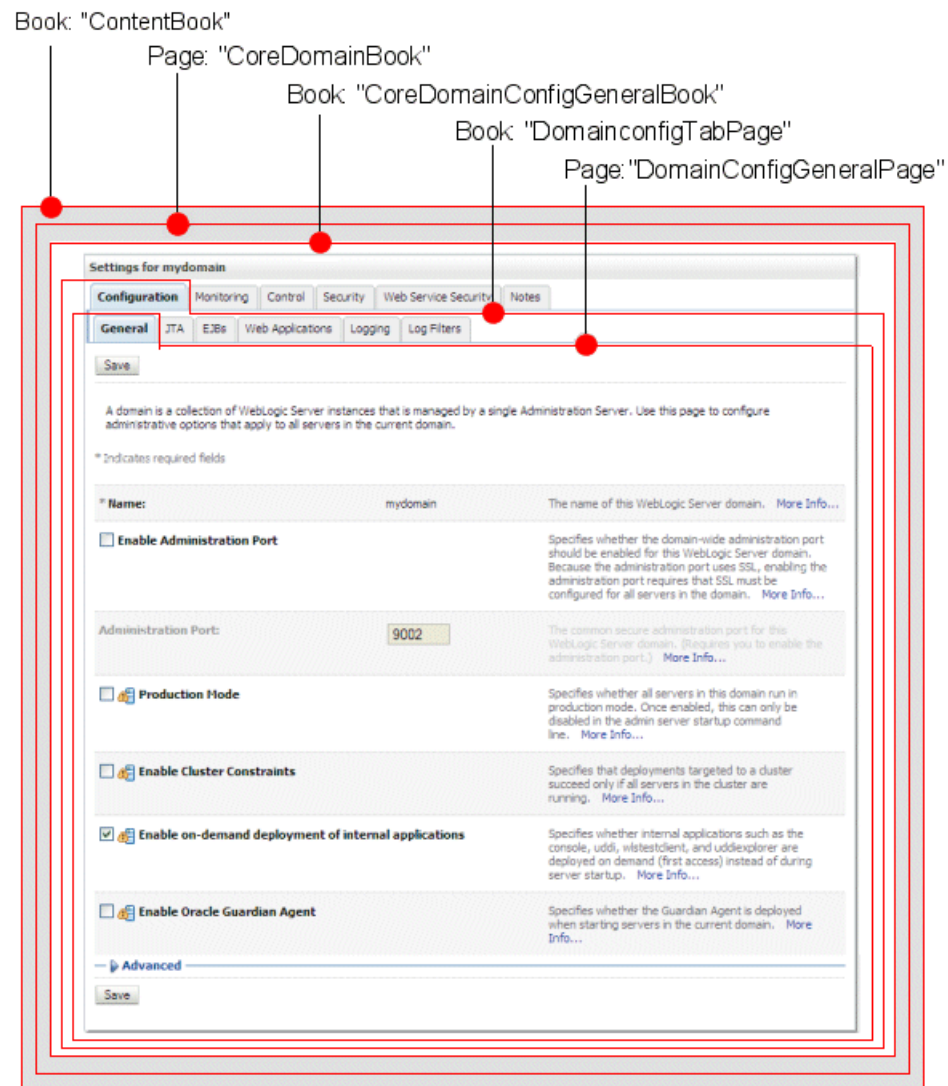 Book: "ContentBook"
Page: "CoreDomainBook"
Book: "CoreDomainConfigGeneralBook"
Book: "DomainconfigTabPage"
Page:"DomainConfigGeneralPage"
Settings for mydomain
Configuration Monitoring Control Security Web Service Security Notes
General JTA EJBs Web Applications Logging Log Filters
Save
A domain is a collection of WebLogic Server instances that is managed by a single Administration Server. Use this page to configure
administrative options that apply to all servers in the current domain.
* Indicates required fields
* Name: mydomain The name of this WebLogic Server domain. More Info...
Enable Administration Port Specifies whether the domain-wide administration port
should be enabled for this WebLogic Server domain.
Because the administration port uses SSL, enabling the
administration port requires that SSL must be
configured for all servers in the domain. More Info...
Administration Port: 9002 The common secure administration port for this
WebLogic Server domain. (Requires you to enable the
administration port.) More Info...
Production Mode Specifies whether all servers in this domain run in
production mode. Once enabled, this can only be
disabled in the admin server startup command
line. More Info...
Enable Cluster Constraints Specifies that deployments targeted to a cluster
succeed only if all servers in the cluster are
running. More Info...
Enable on-demand deployment of internal applications Specifies whether internal applications such as the
console, uddi, wlstestclient, and uddiexplorer are
deployed on demand (first access) instead of during
server startup. More Info...
Enable Oracle Guardian Agent Specifies whether the Guardian Agent is deployed
when starting servers in the current domain. More
Info...
Advanced
Save